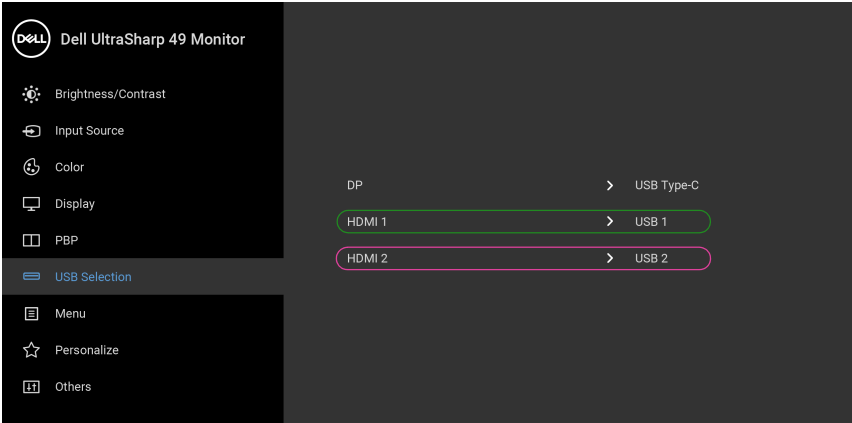 DELL Dell UltraSharp 49 Monitor
Brightness/Contrast
Input Source
Color
Display
PBP
USB Selection
Menu
Personalize
Others
DP USB Type-C
HDMI 1 USB 1
HDMI 2 USB 2